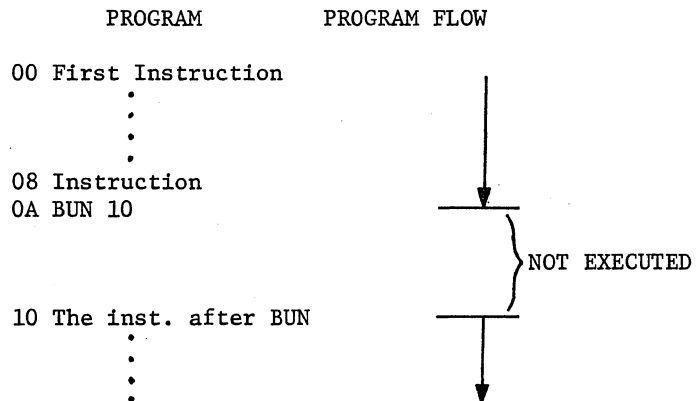 PROGRAM PROGRAM FLOW
00 First Instruction
08 Instruction
0A BUN 10
NOT EXECUTED
10 The inst. after BUN